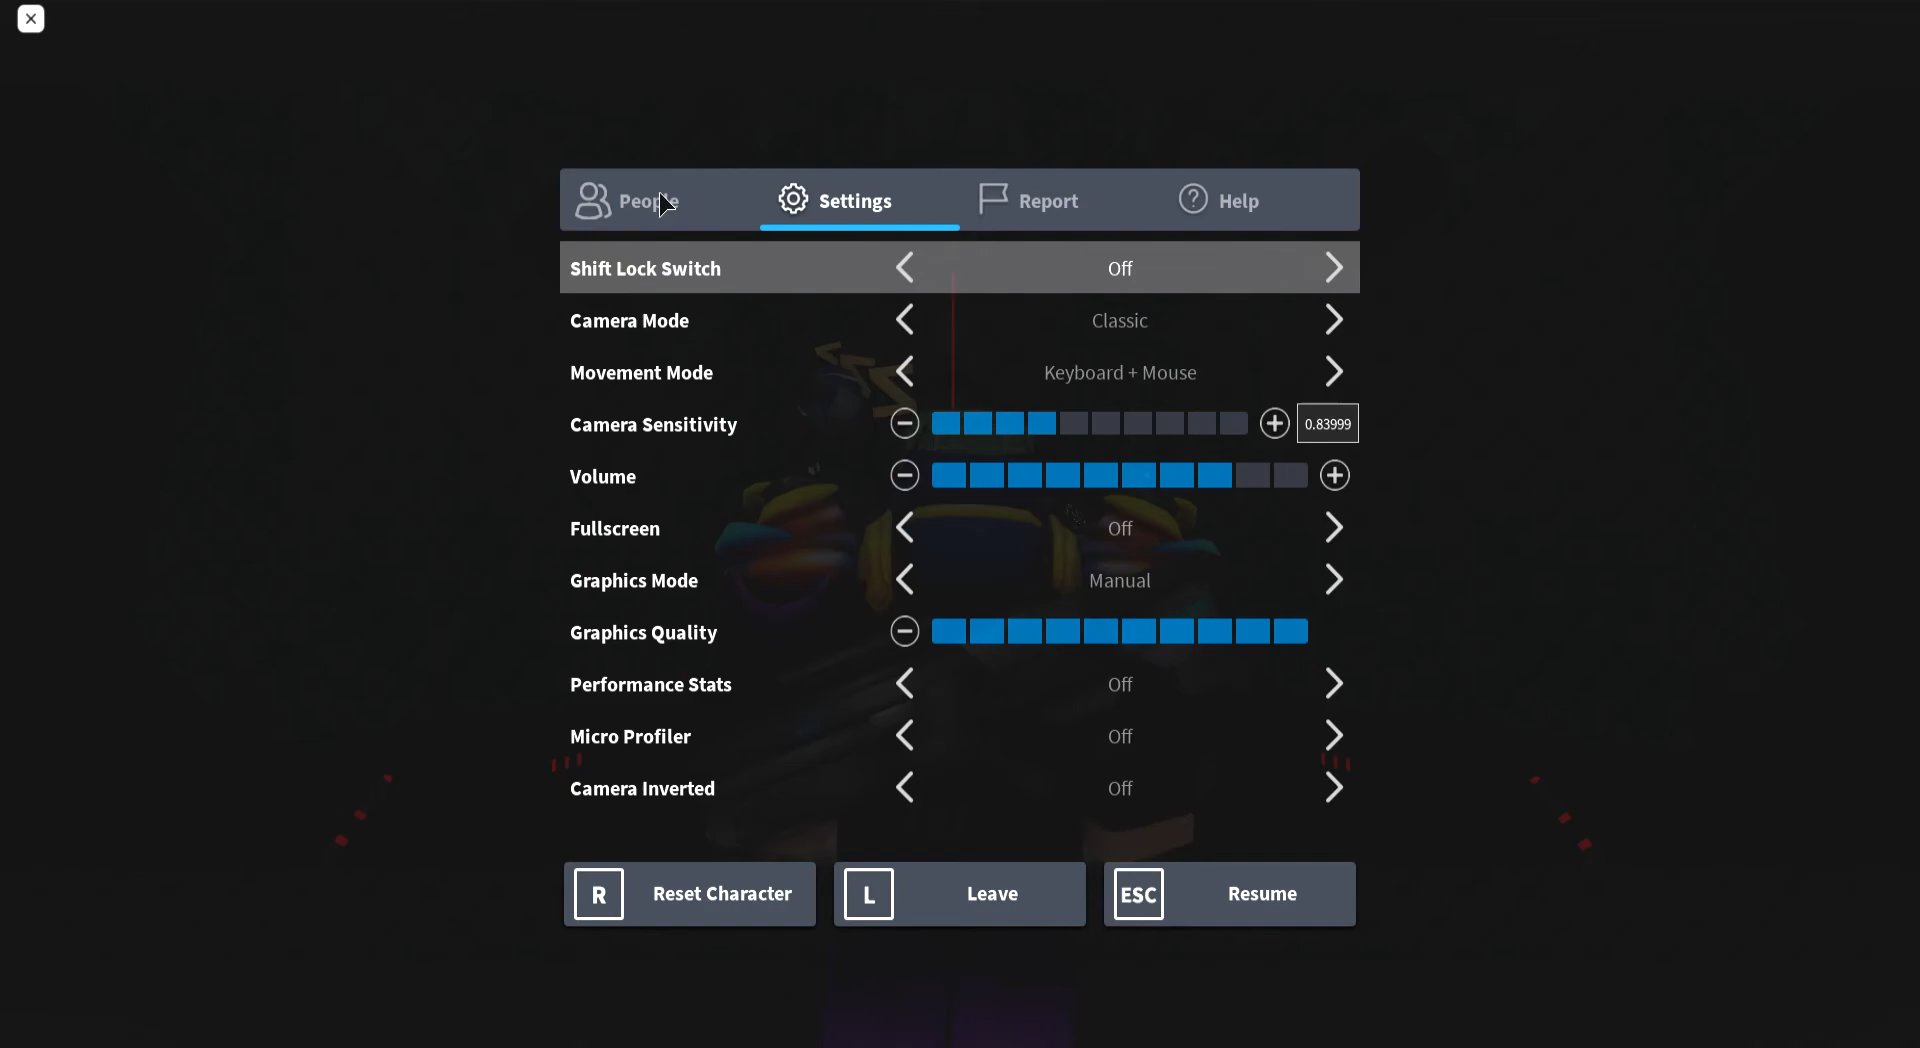 People Settings Report Help
Shift Lock Switch Off
Camera Mode Classic
Movement Mode Keyboard + Mouse
Camera Sensitivity 0.83999
Volume
Fullscreen Off
Graphics Mode Manual
Graphics Quality
Performance Stats Off
Micro Profiler Off
Camera Inverted Off
R Reset Character L Leave ESC Resume